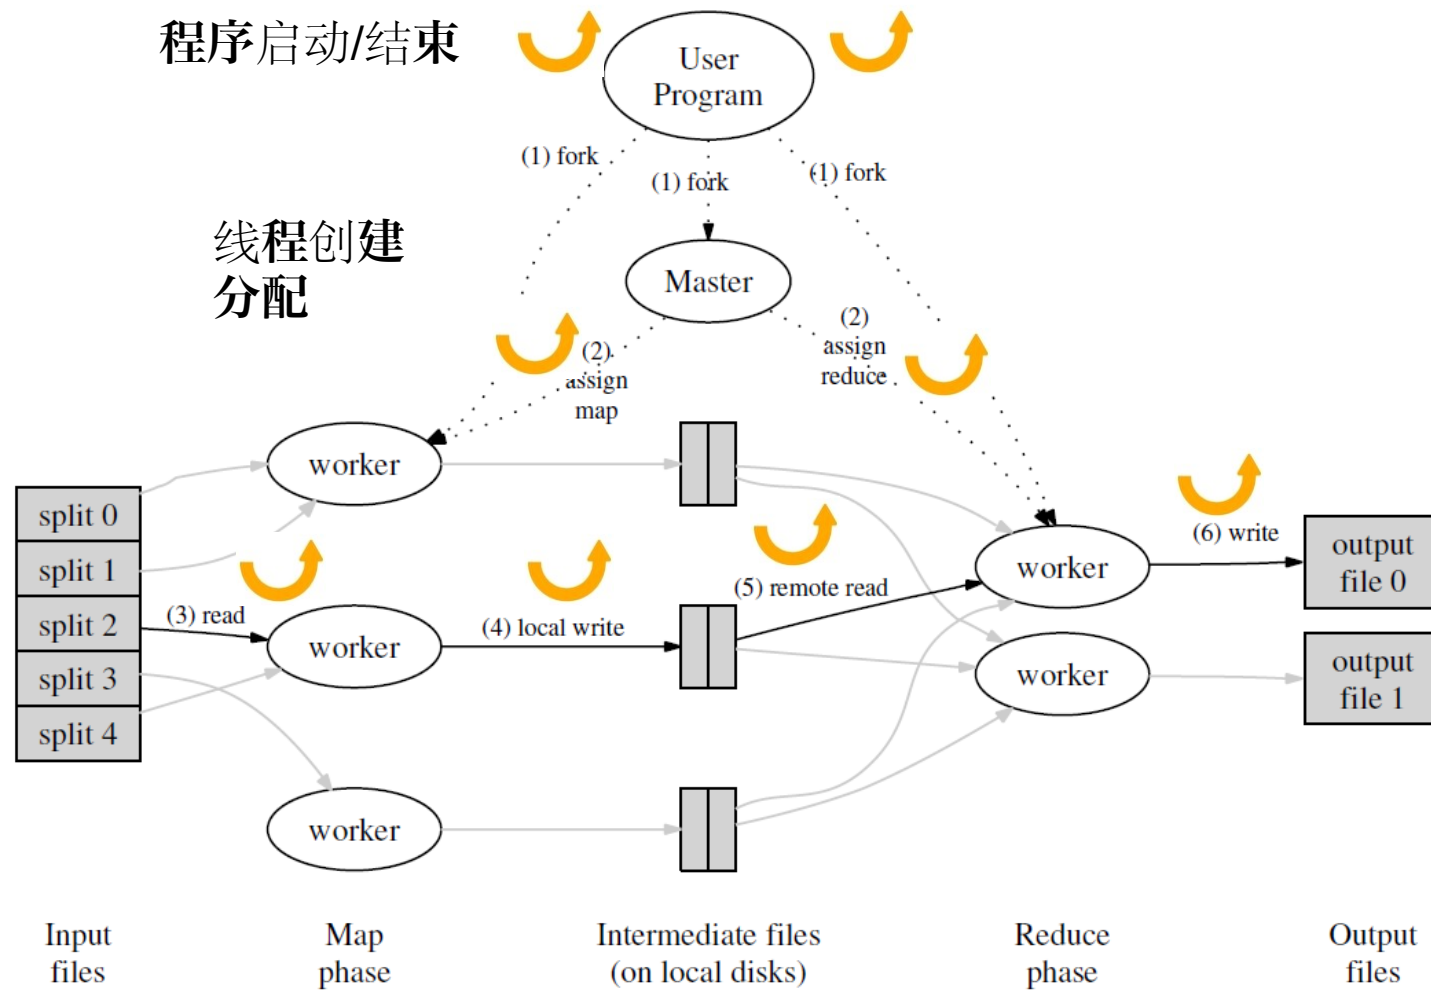 程序启动/结束
User
Program
(1) fork
(1) fork
(1) fork
线程创建
分配
Master
(2)
assign
map
(2)
assign
reduce
worker
split 0
split 1
split 2
split 3
split 4
(3) read
worker
(4) local write
(5) remote read
worker
(6) write
output
file 0
worker
output
file 1
worker
Input
files
Map
phase
Intermediate files
(on local disks)
Reduce
phase
Output
files